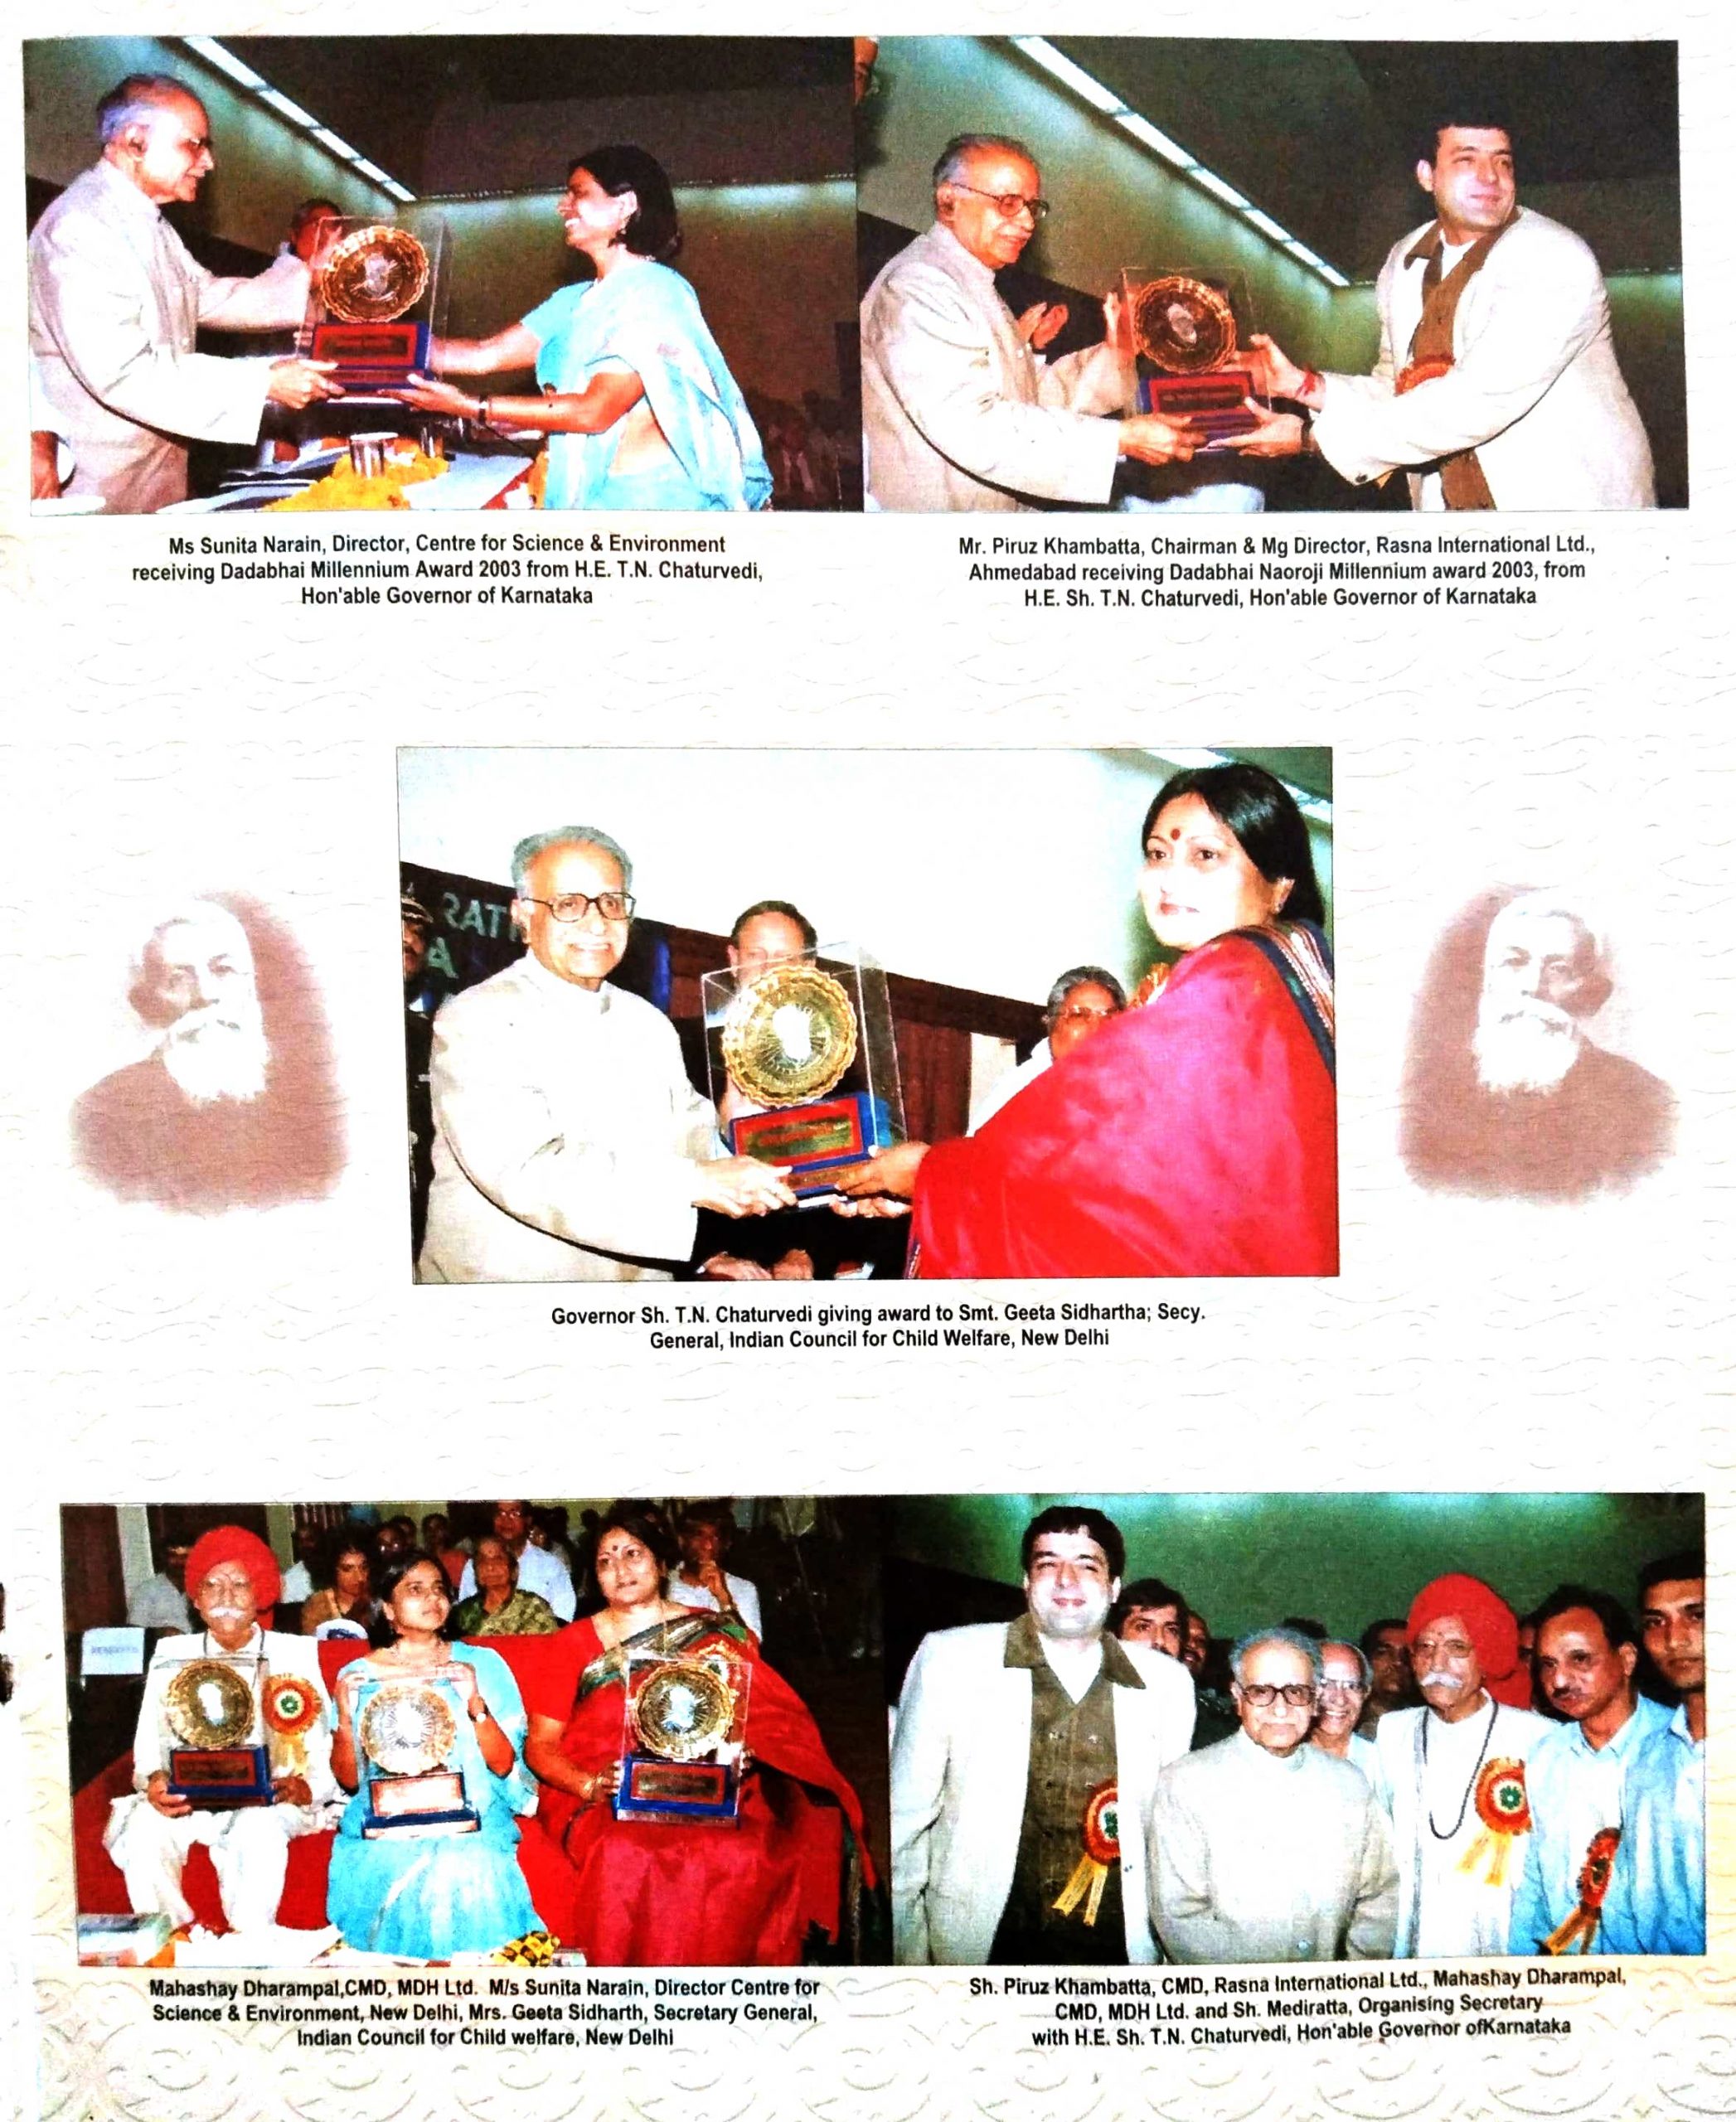 Ms Sunita Narain, Director, Centre for Science & Environment
receiving Dadabhai Millennium Award 2003 from H.E. T.N. Chaturvedi,
Hon'able Governor of Karnataka
Mr. Piruz Khambatta, Chairman & Mg Director, Rasna International Ltd.,
Ahmedabad receiving Dadabhai Naoroji Millennium award 2003, from
H.E. Sh. T.N. Chaturvedi, Hon'able Governor of Karnataka
RATI
A
Governor Sh. T.N. Chaturvedi giving award to Smt. Geeta Sidhartha; Secy.
General, Indian Council for Child Welfare, New Delhi
Mahashay Dharampal,CMD, MDH Ltd. M/s Sunita Narain, Director Centre for
Science & Environment, New Delhi, Mrs. Geeta Sidharth, Secretary General,
Indian Council for Child welfare, New Delhi
Sh. Piruz Khambatta, CMD, Rasna International Ltd., Mahashay Dharampal,
CMD, MDH Ltd. and Sh. Mediratta, Organising Secretary
with H.E. Sh. T.N. Chaturvedi, Hon'able Governor ofKarnataka